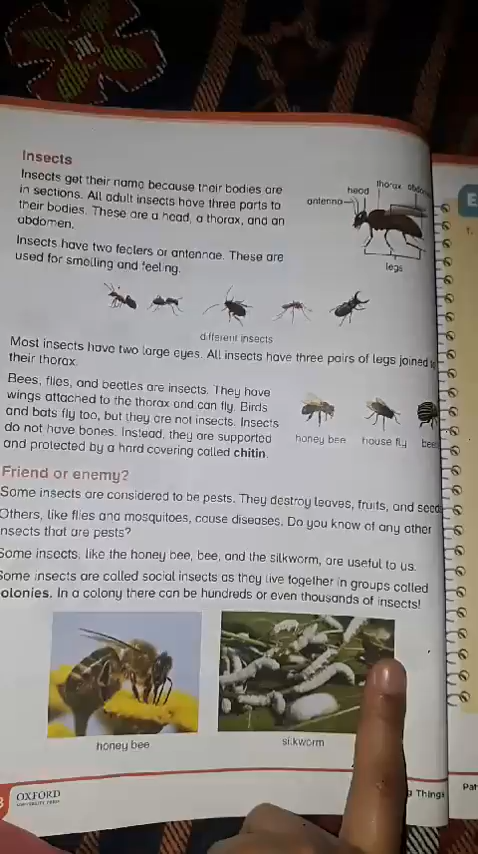 Insects
Insects get their name because their bodies are
in sections. All adult insects have three parts to
their bodies. These are a head, a thorax, and an
abdomen.
head
thorax
antenna
legs
Insects have two feelers or antennae. These are
used for smelling and feeling.
different insects
Most insects have two large eyes. All insects have three pairs of legs joined
their thorax.
Bees, flies, and beetles are insects. They have
wings attached to the thorax and can fly. Birds
and bats fly too, but they are not insects. Insects
do not have bones. Instead, they are supported
and protected by a hard covering called chitin.
honey bee
house fly
bee
Friend or enemy?
Some insects are considered to be pests. They destroy leaves, fruits, and seed
Others, like flies and mosquitoes, cause diseases. Do you know of any other
nsects that are pests?
Some insects, like the honey bee, bee, and the silkworm, are useful to us.
Some insects are called social insects as they live together in groups called
olonies. In a colony there can be hundreds or even thousands of insects!
honey bee
silkworm
OXFORD
UNIVERSITY PRESS
g Things
Pat
E
1.